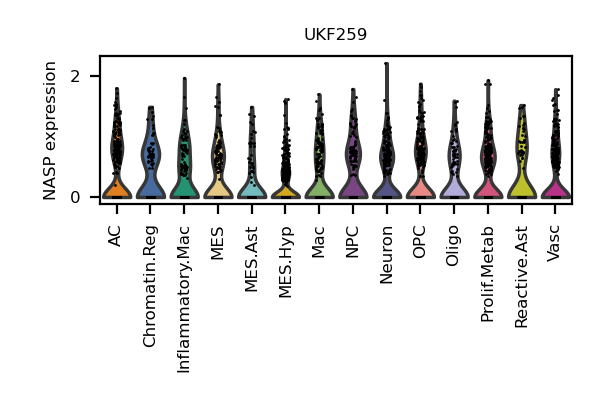 UKF259
NASP expression
2
0
AC
Chromatin.Reg
Inflammatory.Mac
MES
MES.Ast
MES.Hyp
Mac
NPC
Neuron
OPC
Oligo
Prolif.Metab
Reactive.Ast
Vasc